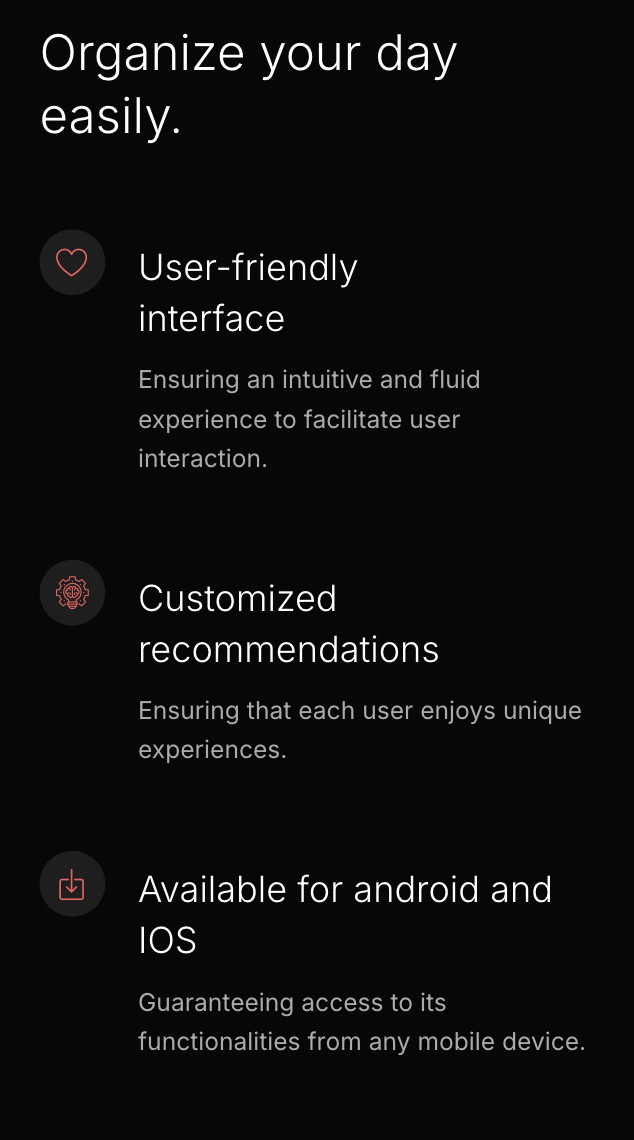 Organize your day
easily.
User-friendly
interface
Ensuring an intuitive and fluid
experience to facilitate user
interaction.
Customized
recommendations
Ensuring that each user enjoys unique
experiences.
Available for android and
IOS
Guaranteeing access to its
functionalities from any mobile device.